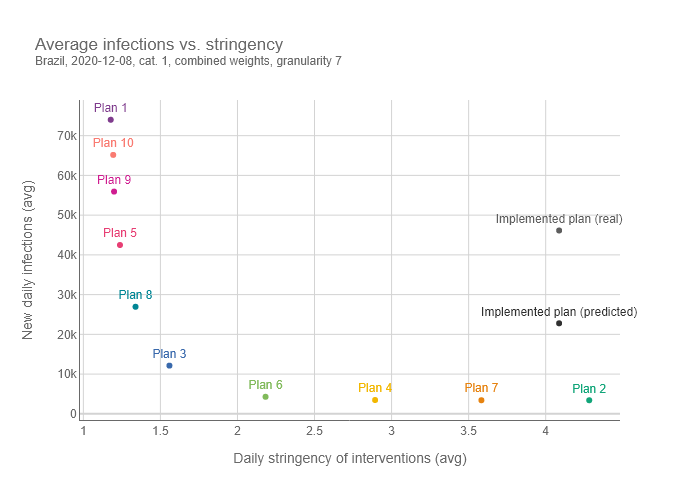 Average infections vs. stringency
Brazil, 2020-12-08, cat. 1, combined weights, granularity 7
Plan 1
70k
Plan 10
60k
Plan 9
50k
Implemented plan (real)
Plan 5
40k
30k
Plan 8
Implemented plan (predicted)
20k
Plan 3
10k
Plan 6
Plan 4
Plan 7
Plan 2
0
New daily infections (avg)
1 1.5 2 2.5 3 3.5 4
Daily stringency of interventions (avg)